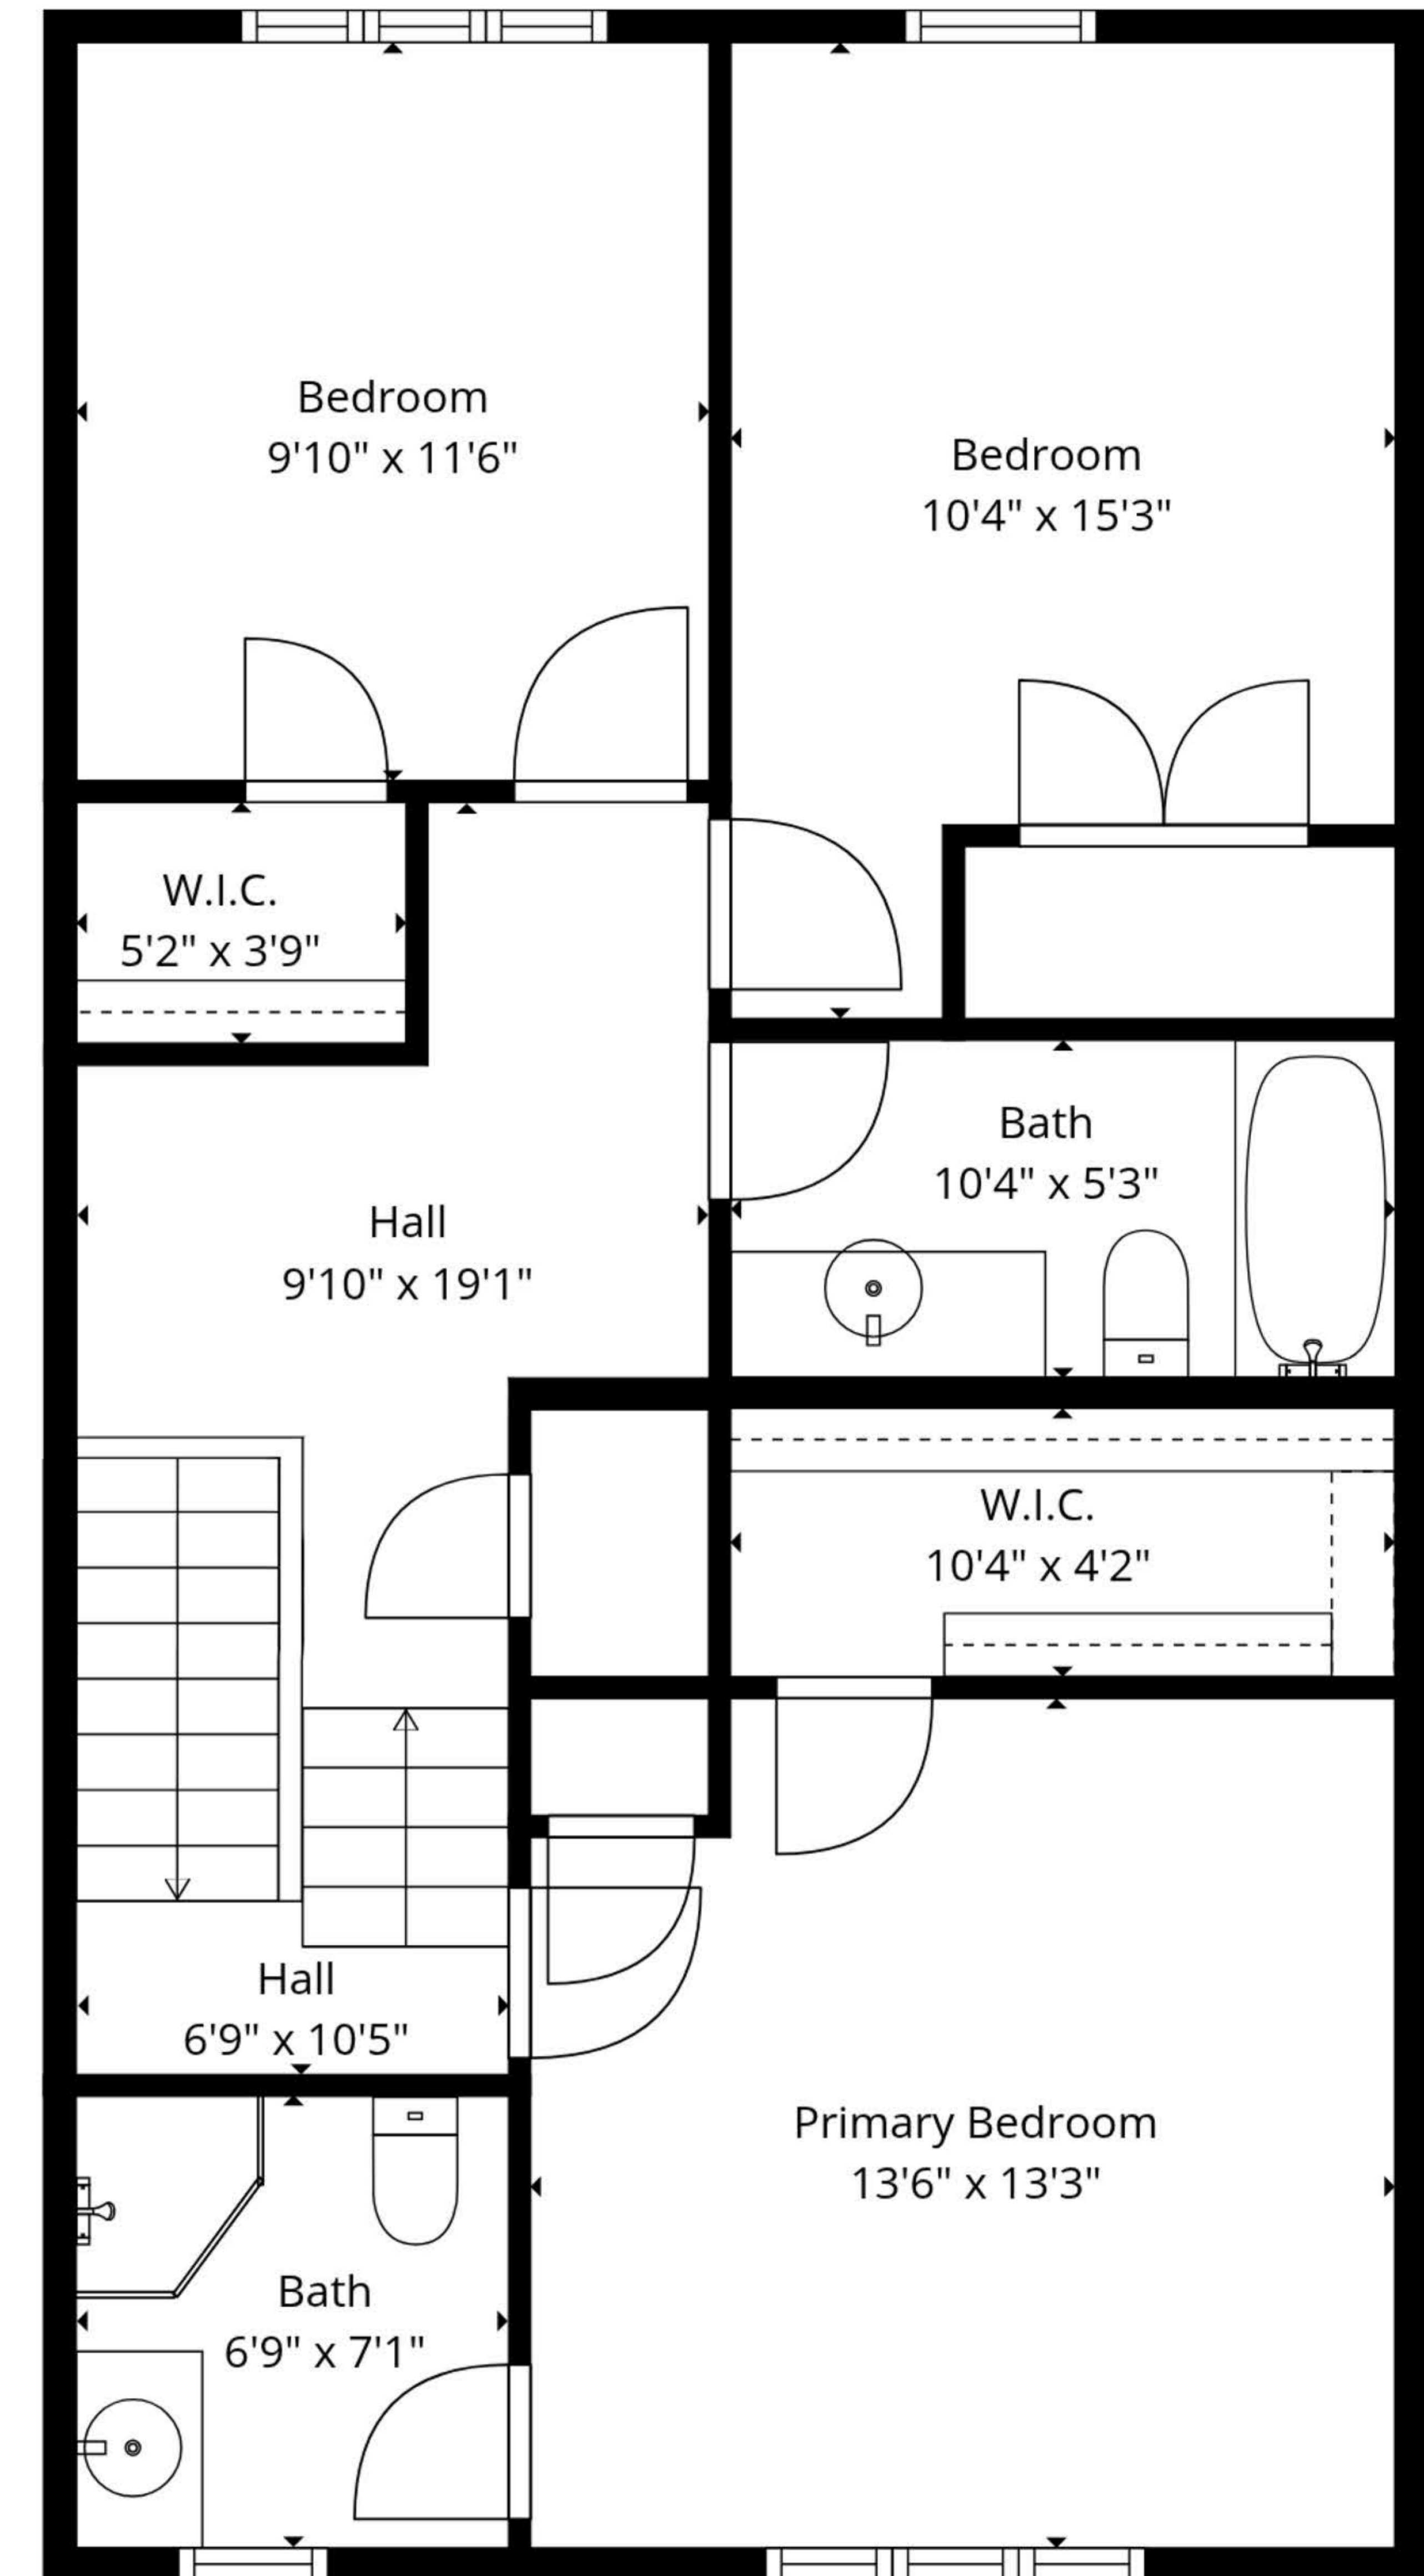 Bedroom
9'10" x 11'6"
Bedroom
10'4" x 15'3"
W.I.C.
5'2" x 3'9"
Bath
10'4" x 5'3"
Hall
9'10" x 19'1"
W.I.C.
10'4" x 4'2"
Hall
6'9" x 10'5"
Primary Bedroom
13'6" x 13'3"
Bath
6'9" x 7'1"